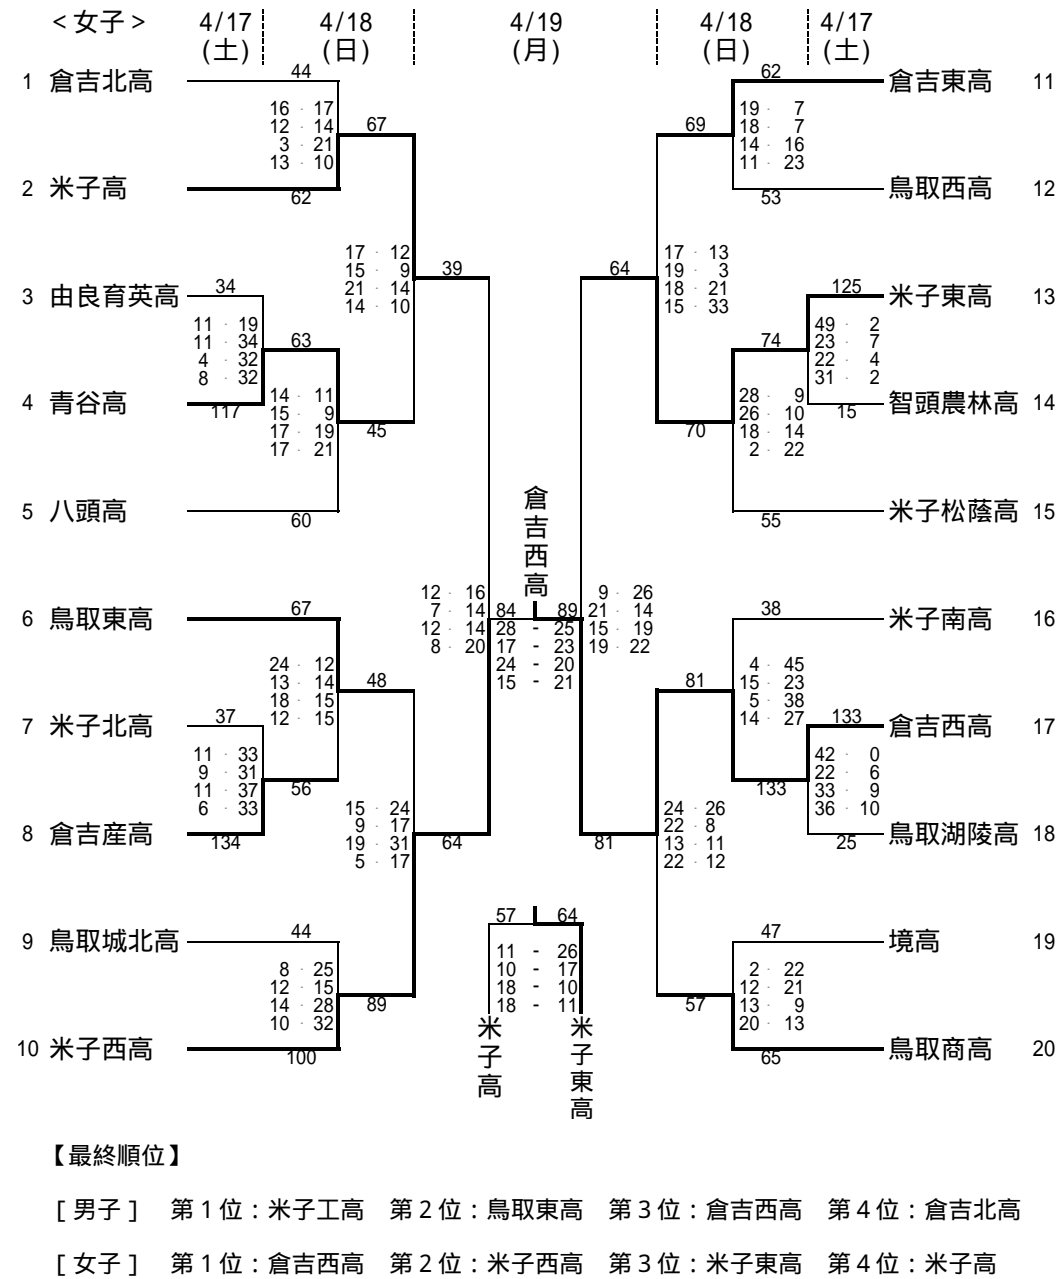 ＜女子＞ 4/17 4/18 4/19 4/18 4/17
(土) (日) (月) (日) (土)
1 倉吉北高 44 62 倉吉東高 11
16 - 17 67 69 19 - 7
12 - 14 18 - 7
3 - 21 14 - 16
13 - 10 11 - 23
2 米子高 62 53 鳥取西高 12
17 - 12 39 64 17 - 13
15 - 9 19 - 3
21 - 14 18 - 21
14 - 10 15 - 33
3 由良育英高 34 125 米子東高 13
11 - 19 63 74 49 - 2
11 - 34 23 - 7
4 - 32 22 - 4
8 - 32 31 - 2
4 青谷高 117 15 智頭農林高 14
14 - 11 45 70 28 - 9
15 - 9 26 - 10
17 - 19 18 - 14
17 - 21 2 - 22
5 八頭高 60 55 米子松蔭高 15
倉吉西高
12 - 16 84 89 9 - 26
7 - 14 28 - 25 21 - 14
12 - 14 17 - 23 15 - 19
8 - 20 24 - 20 19 - 22
15 - 21
6 鳥取東高 67 38 米子南高 16
24 - 12 48 81 4 - 45
13 - 14 15 - 23
18 - 15 5 - 38
12 - 15 14 - 27
7 米子北高 37 133 倉吉西高 17
11 - 33 56 133 42 - 0
9 - 31 22 - 6
11 - 37 33 - 9
6 - 33 36 - 10
8 倉吉産高 134 25 鳥取湖陵高 18
15 - 24 64 81 24 - 26
9 - 17 22 - 8
19 - 31 13 - 11
5 - 17 22 - 12
9 鳥取城北高 44 47 境高 19
8 - 25 89 57 2 - 22
12 - 15 12 - 21
14 - 28 13 - 9
10 - 32 20 - 13
10 米子西高 100 65 鳥取商高 20
57 64
11 - 26
10 - 17
18 - 10
18 - 11
米子高 米子東高
【最終順位】
[男子] 第1位：米子工高 第2位：鳥取東高 第3位：倉吉西高 第4位：倉吉北高
[女子] 第1位：倉吉西高 第2位：米子西高 第3位：米子東高 第4位：米子高